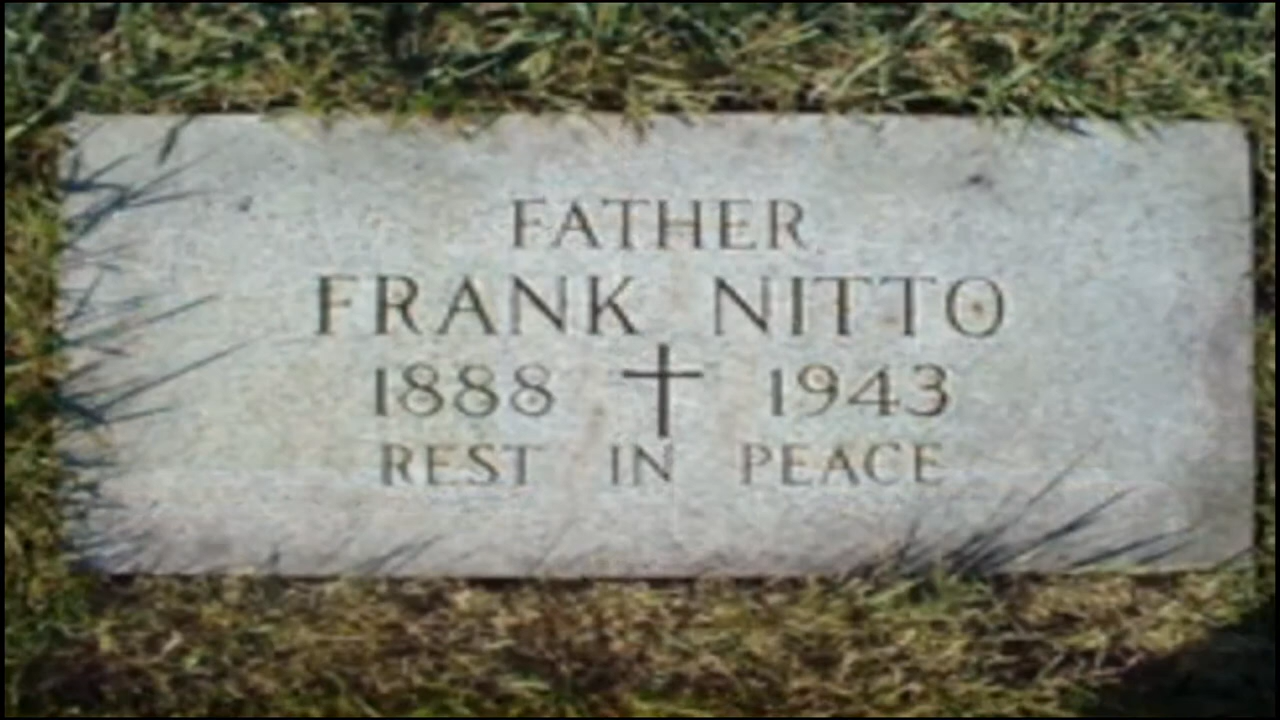 FATHER
FRANK NITTO
1888 1943
REST IN PEACE